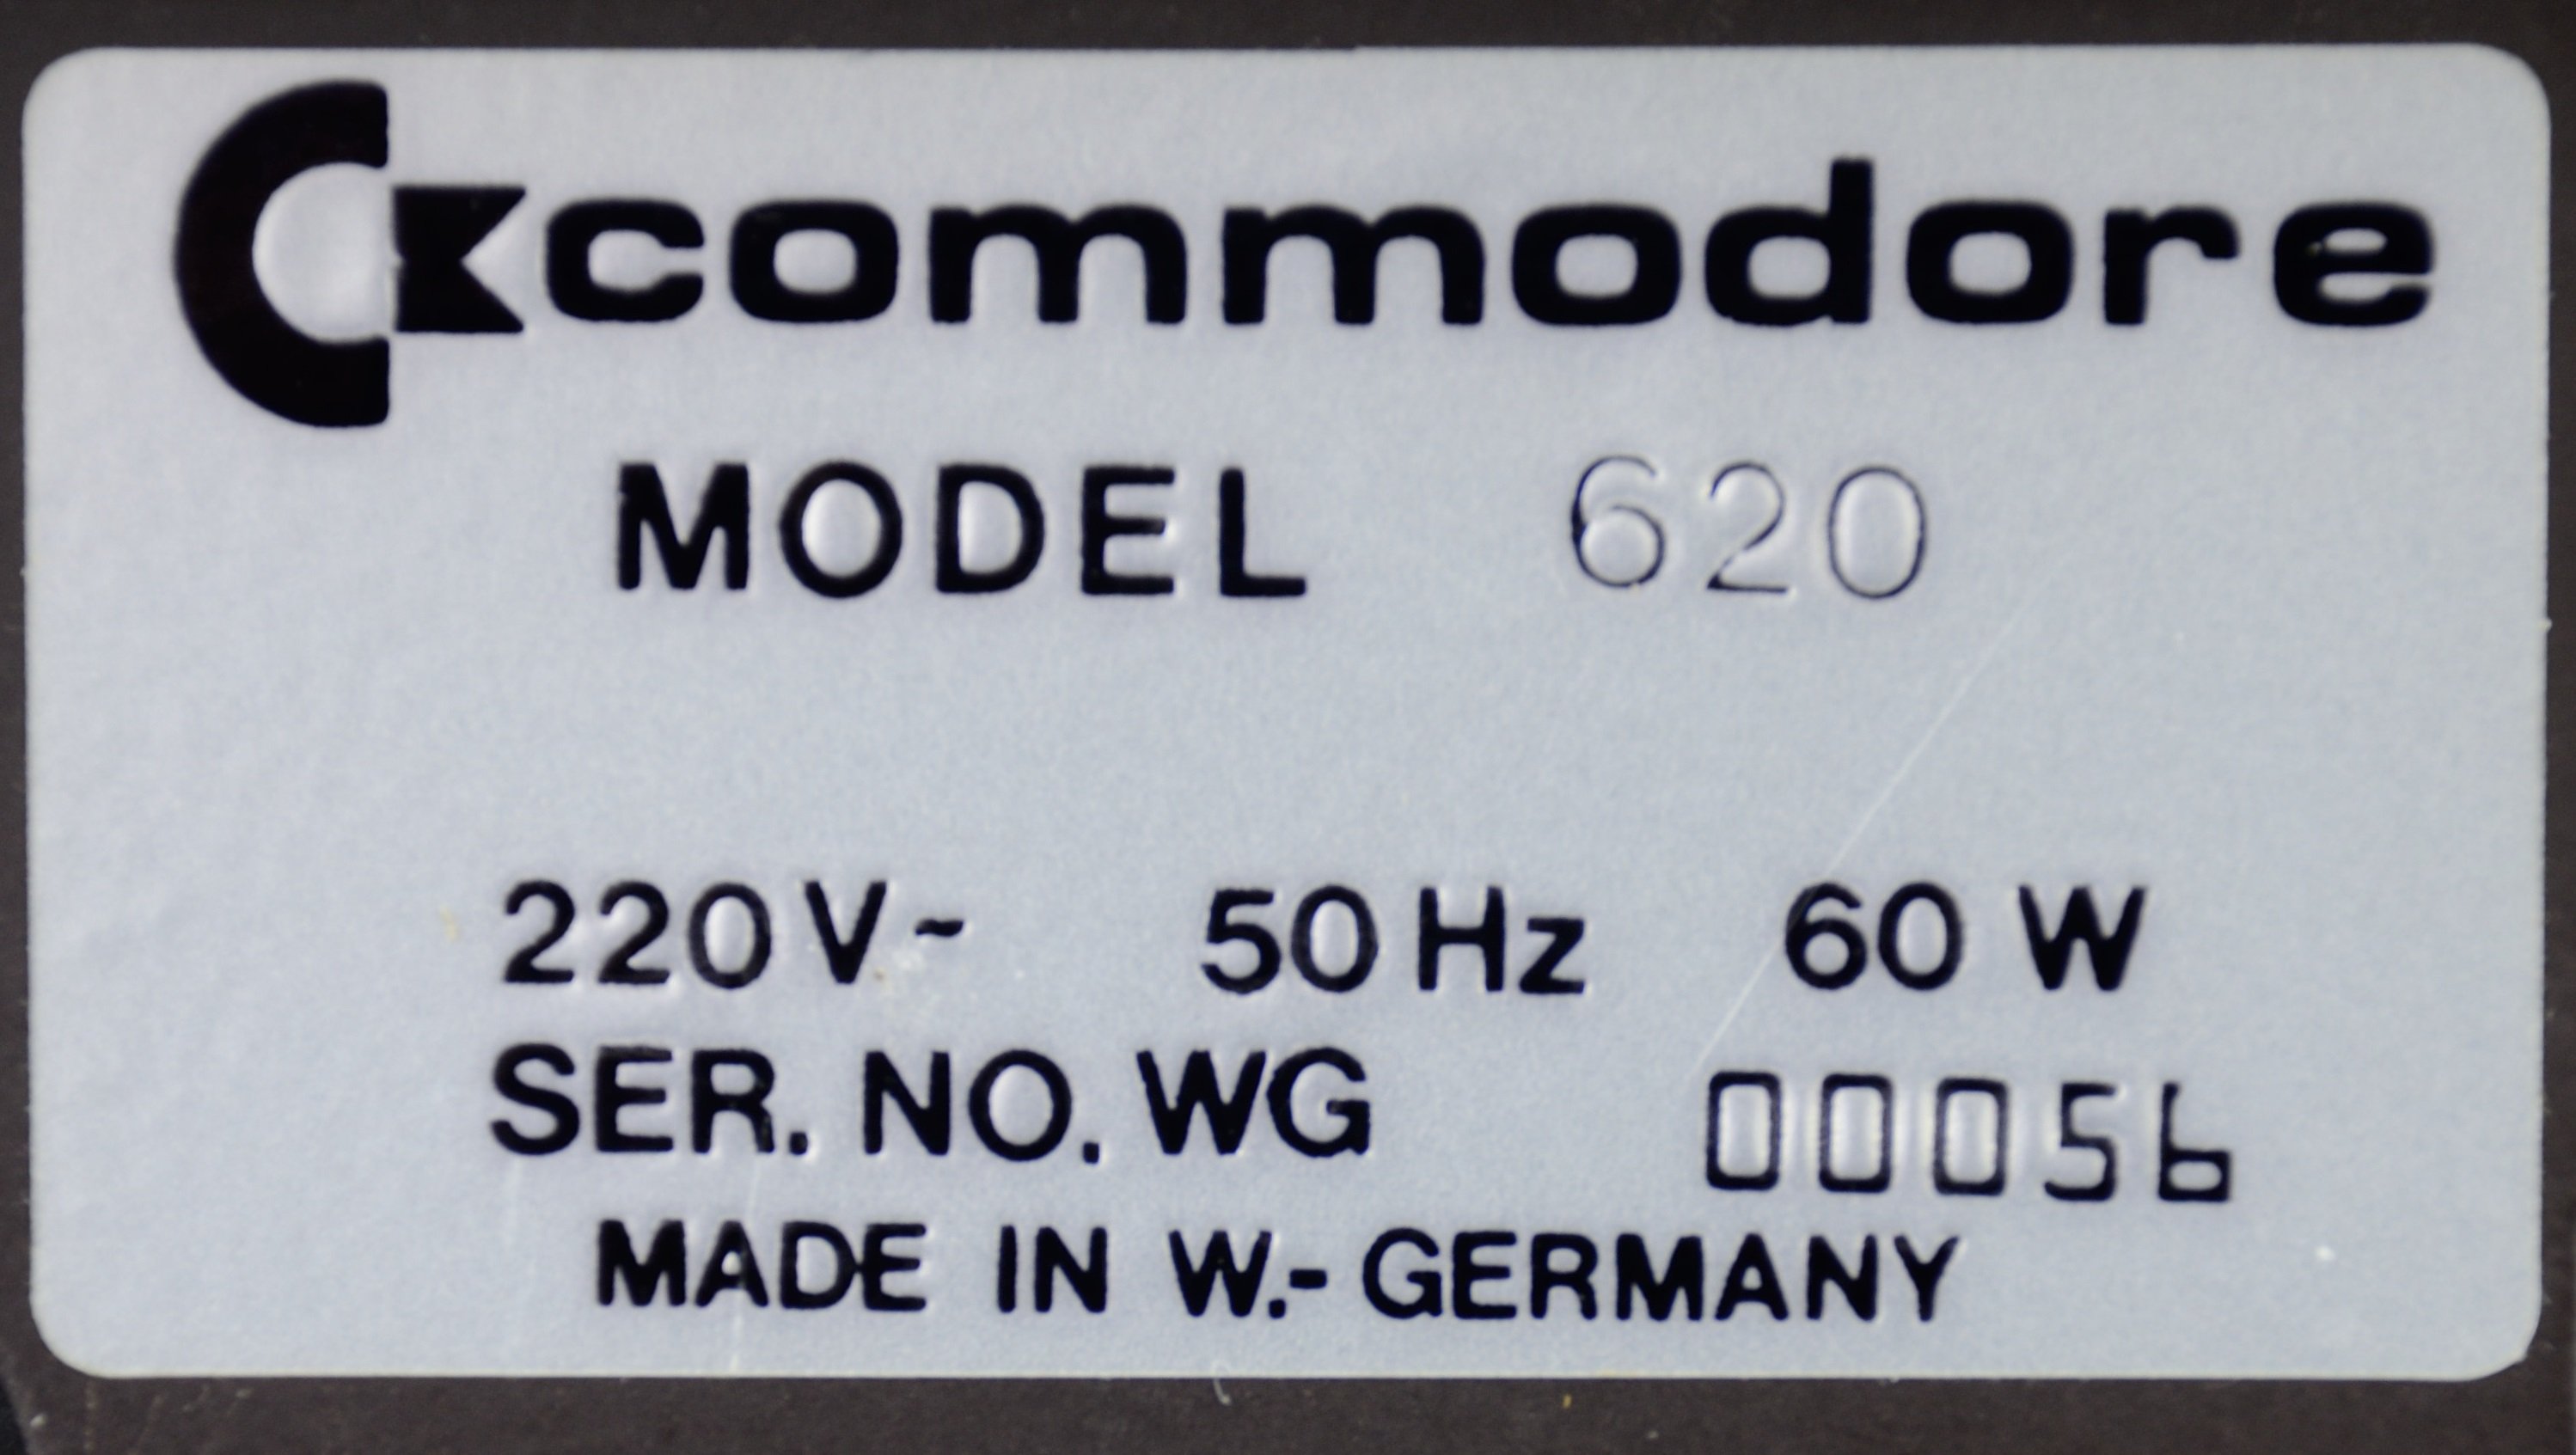 commodore
MODEL 620
220V~ 50Hz 60 W
SER. NO. WG 00056
MADE IN W.-GERMANY